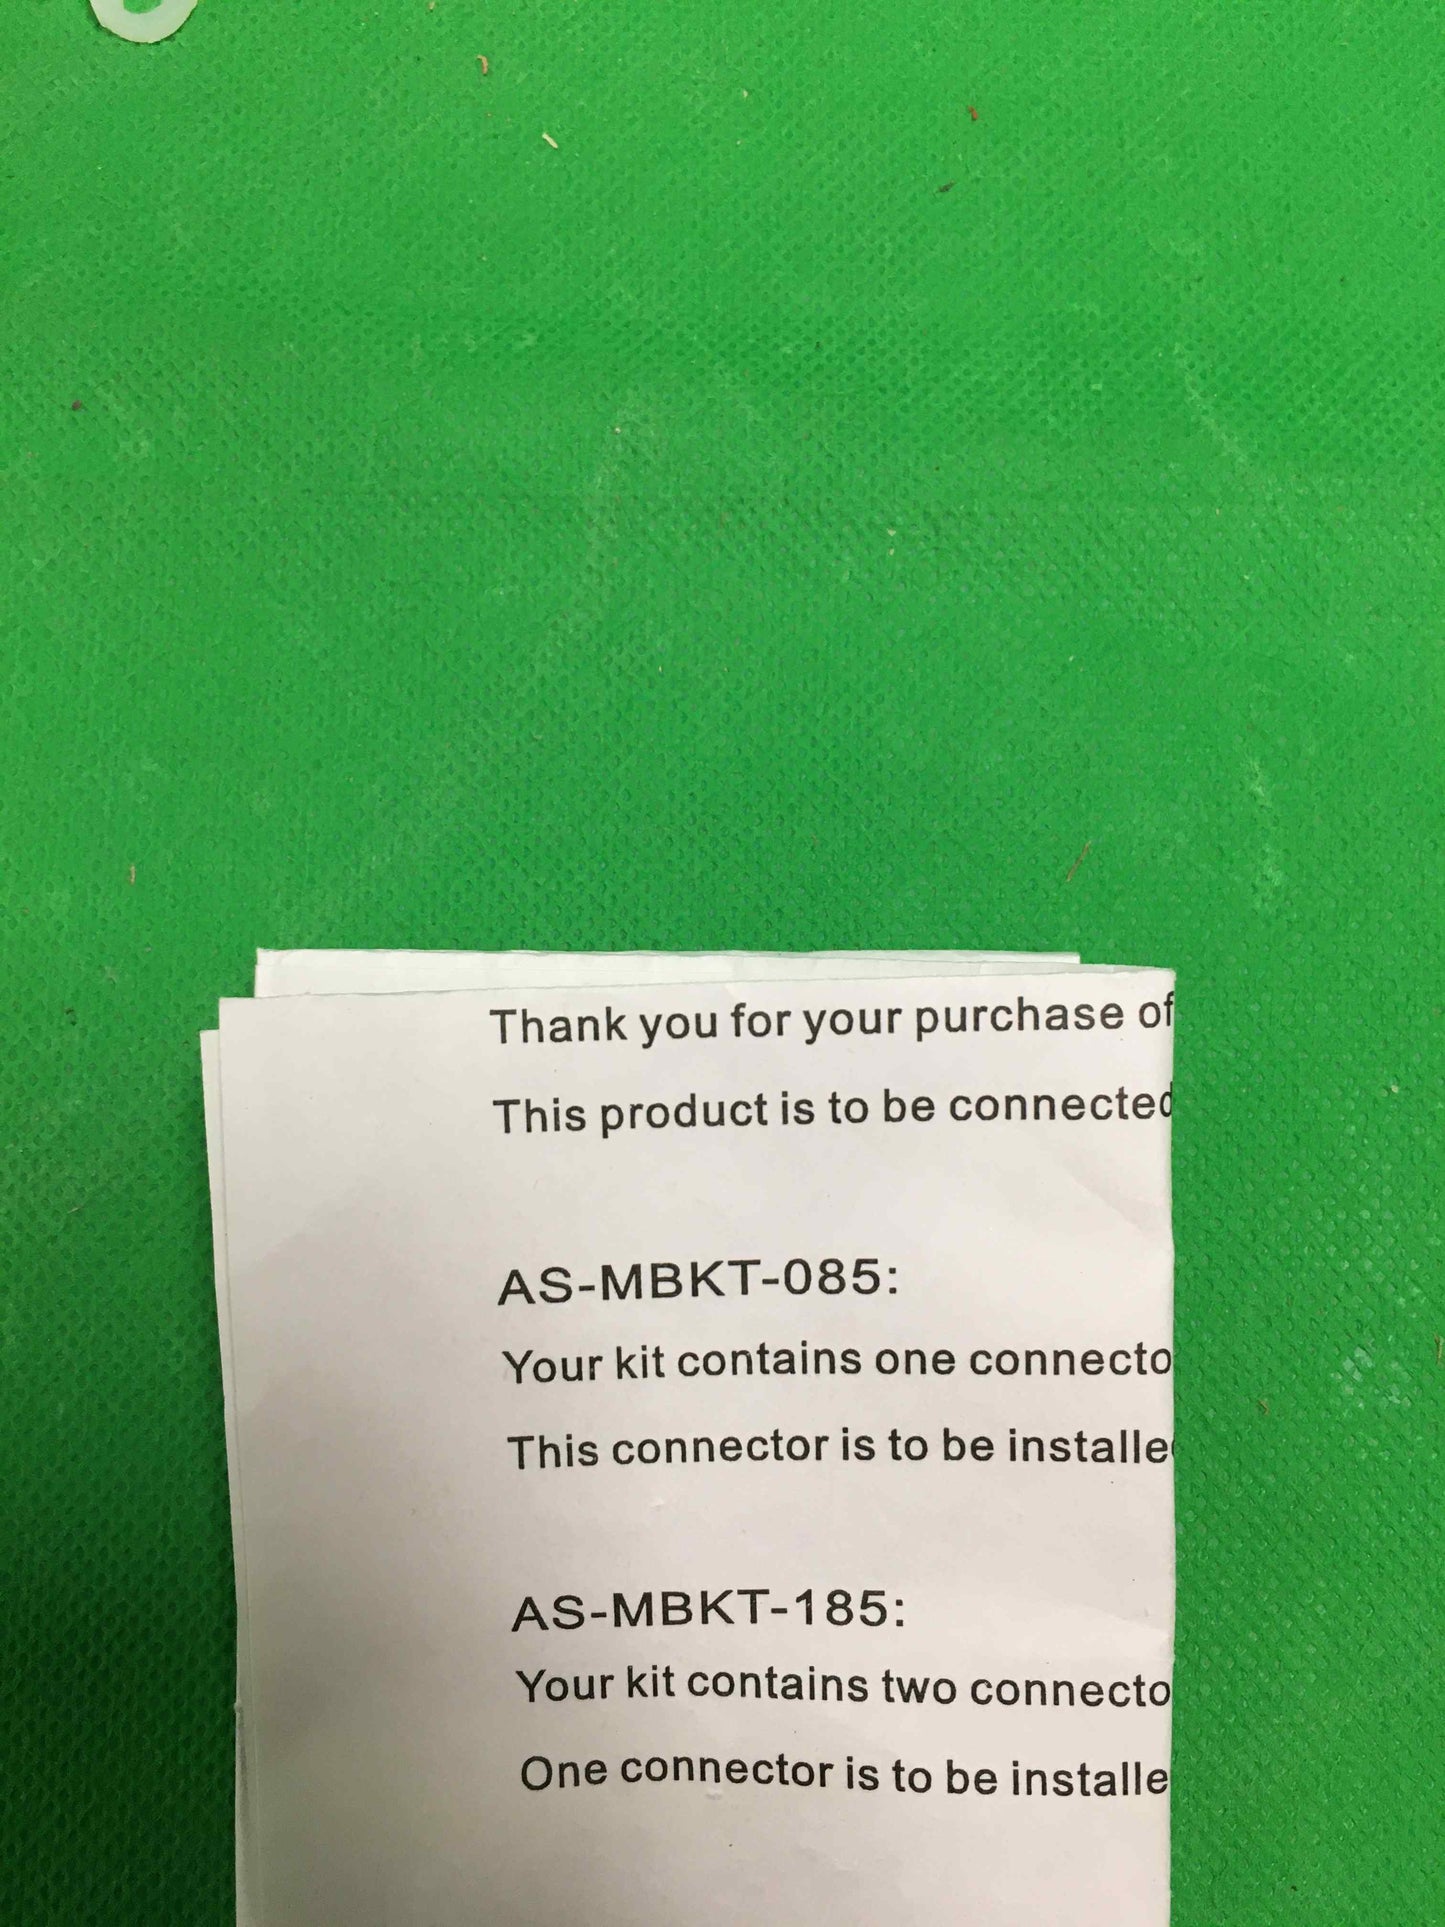 Thank you for your purchase of
This product is to be connected
AS-MBKT-085:
Your kit contains one connecto
This connector is to be installe
AS-MBKT-185:
Your kit contains two connecto
One connector is to be installe